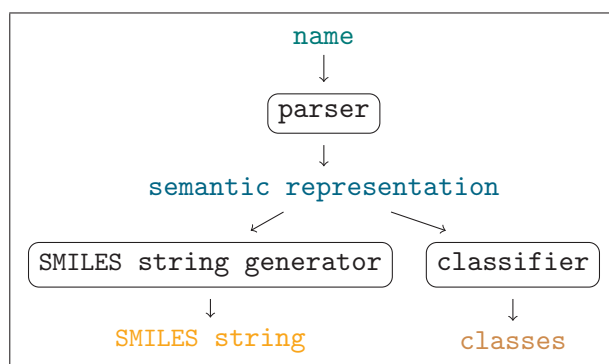 name
parser
semantic representation
SMILES string generator classifier
SMILES string classes